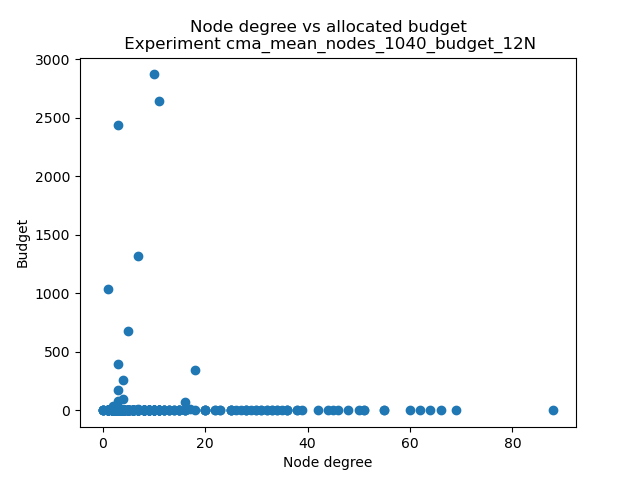 Node degree vs allocated budget
Experiment cma_mean_nodes_1040_budget_12N
3000
2500
2000
1500
1000
500
0
Budget
0 20 40 60 80
Node degree